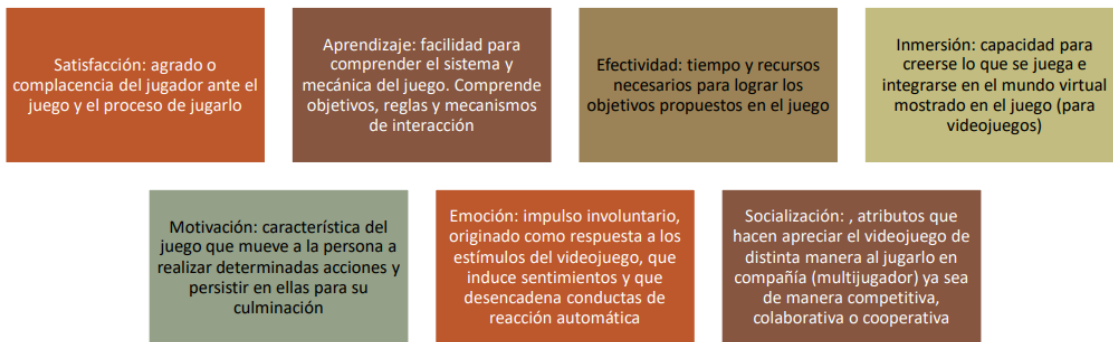 Satisfacción: agrado o
complacencia del jugador ante el
juego y el proceso de jugarlo
Aprendizaje: facilidad para
comprender el sistema y
mecánica del juego. Comprende
objetivos, reglas y mecanismos
de interacción
Efectividad: tiempo y recursos
necesarios para lograr los
objetivos propuestos en el juego
Inmersión: capacidad para
creerse lo que se juega e
integrarse en el mundo virtual
mostrado en el juego (para
videojuegos)
Motivación: característica del
juego que mueve a la persona a
realizar determinadas acciones y
persistir en ellas para su
culminación
Emoción: impulso involuntario,
originado como respuesta a los
estímulos del videojuego, que
induce sentimientos y que
desencadena conductas de
reacción automática
Socialización: , atributos que
hacen apreciar el videojuego de
distinta manera al jugarlo en
compañía (multijugador) ya sea
de manera competitiva,
colaborativa o cooperativa